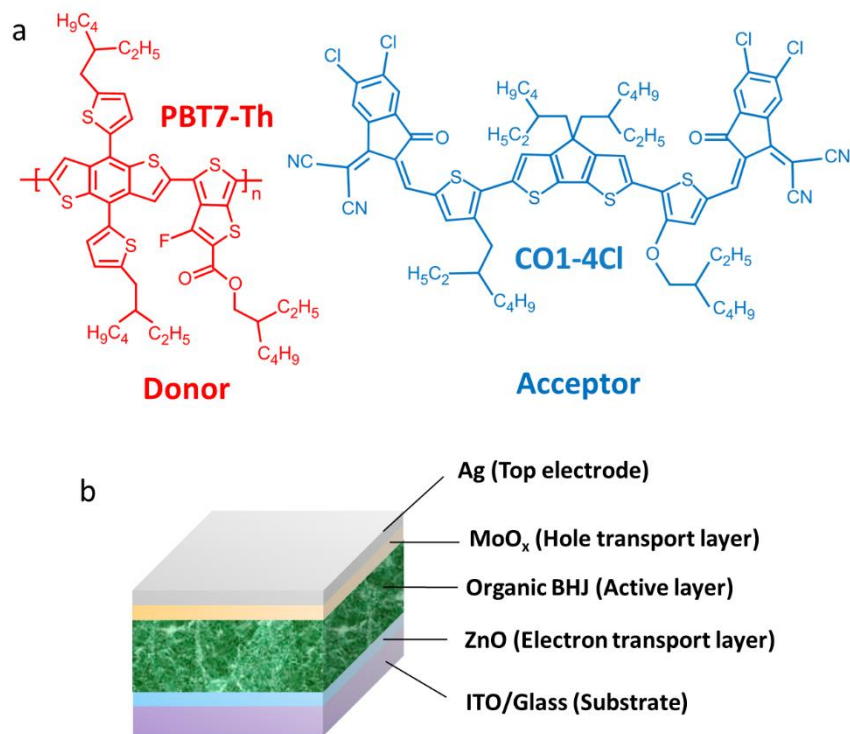 a
H₉C₄
C₂H₅
S
PBT7-Th
S
S
S
n
F
S
S
O
O
H₉C₄
C₂H₅
C₂H₅
C₄H₉
Donor
Cl
Cl
Cl
Cl
H₉C₄
C₄H₉
O
H₅C₂
C₂H₅
O
NC
CN
S
S
S
S
CN
CN
CO1-4Cl
H₅C₂
C₄H₉
O
C₂H₅
C₄H₉
Acceptor
b
Ag (Top electrode)
MoOₓ (Hole transport layer)
Organic BHJ (Active layer)
ZnO (Electron transport layer)
ITO/Glass (Substrate)